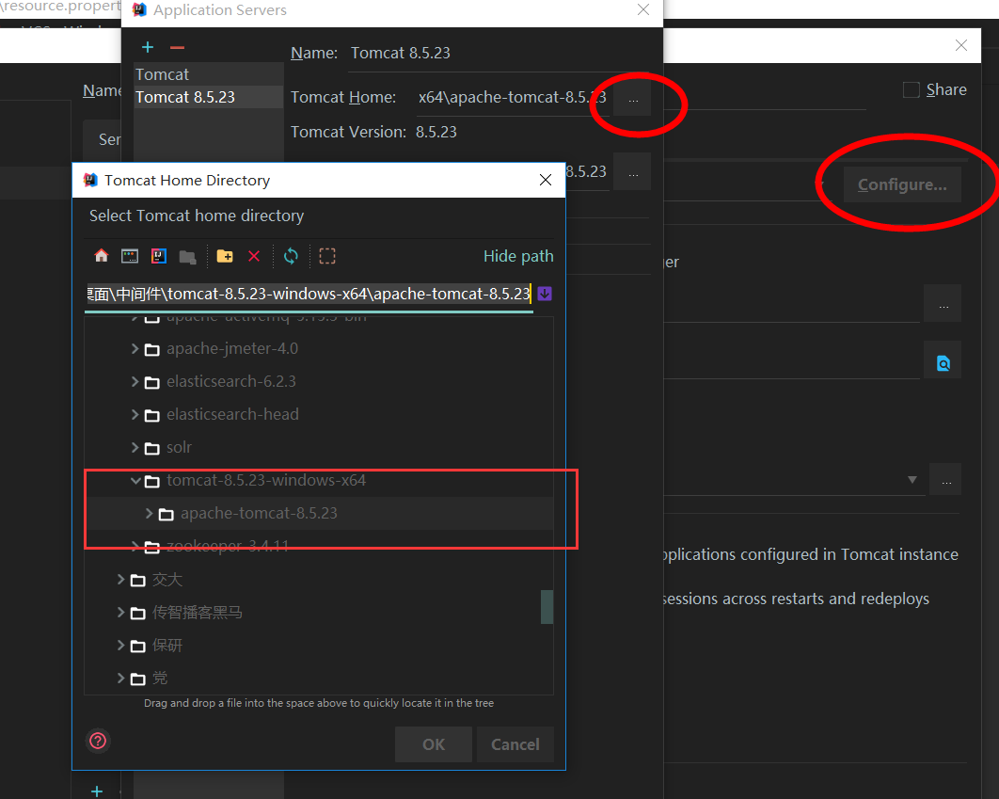 \resource.propert
Application Servers
Name: Tomcat 8.5.23
Tomcat
Tomcat 8.5.23
Tomcat Home: x64\apache-tomcat-8.5.23 ...
Tomcat Version: 8.5.23
8.5.23 ...
Name
Share
Ser
Configure...
Tomcat Home Directory
Select Tomcat home directory
Hide path
桌面\中间件\tomcat-8.5.23-windows-x64\apache-tomcat-8.5.23
apache-activemq-5.15.3-bin
apache-jmeter-4.0
elasticsearch-6.2.3
elasticsearch-head
solr
tomcat-8.5.23-windows-x64
apache-tomcat-8.5.23
zookeeper-3.4.11
交大
传智播客黑马
保研
党
Drag and drop a file into the space above to quickly locate it in the tree
OK
Cancel
ger
...
...
pplications configured in Tomcat instance
sessions across restarts and redeploys